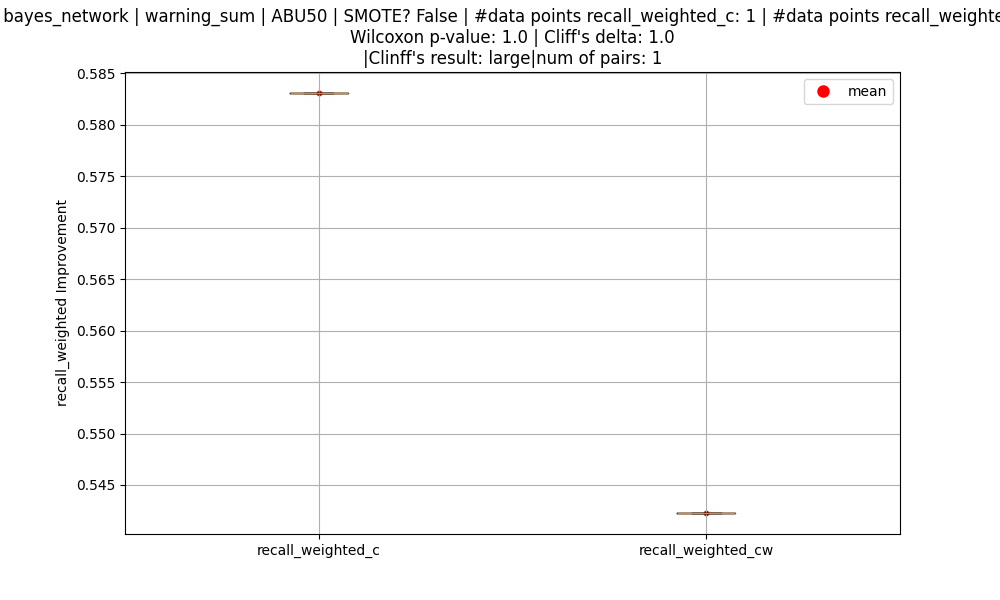 bayes_network | warning_sum | ABU50 | SMOTE? False | #data points recall_weighted_c: 1 | #data points
Wilcoxon p-value: 1.0 | Cliff's delta: 1.0
|Clinff's result: large|num of pairs: 1
mean
recall_weighted Improvement
0.585
0.580
0.575
0.570
0.565
0.560
0.555
0.550
0.545
recall_weighted_c
recall_weighted_cw